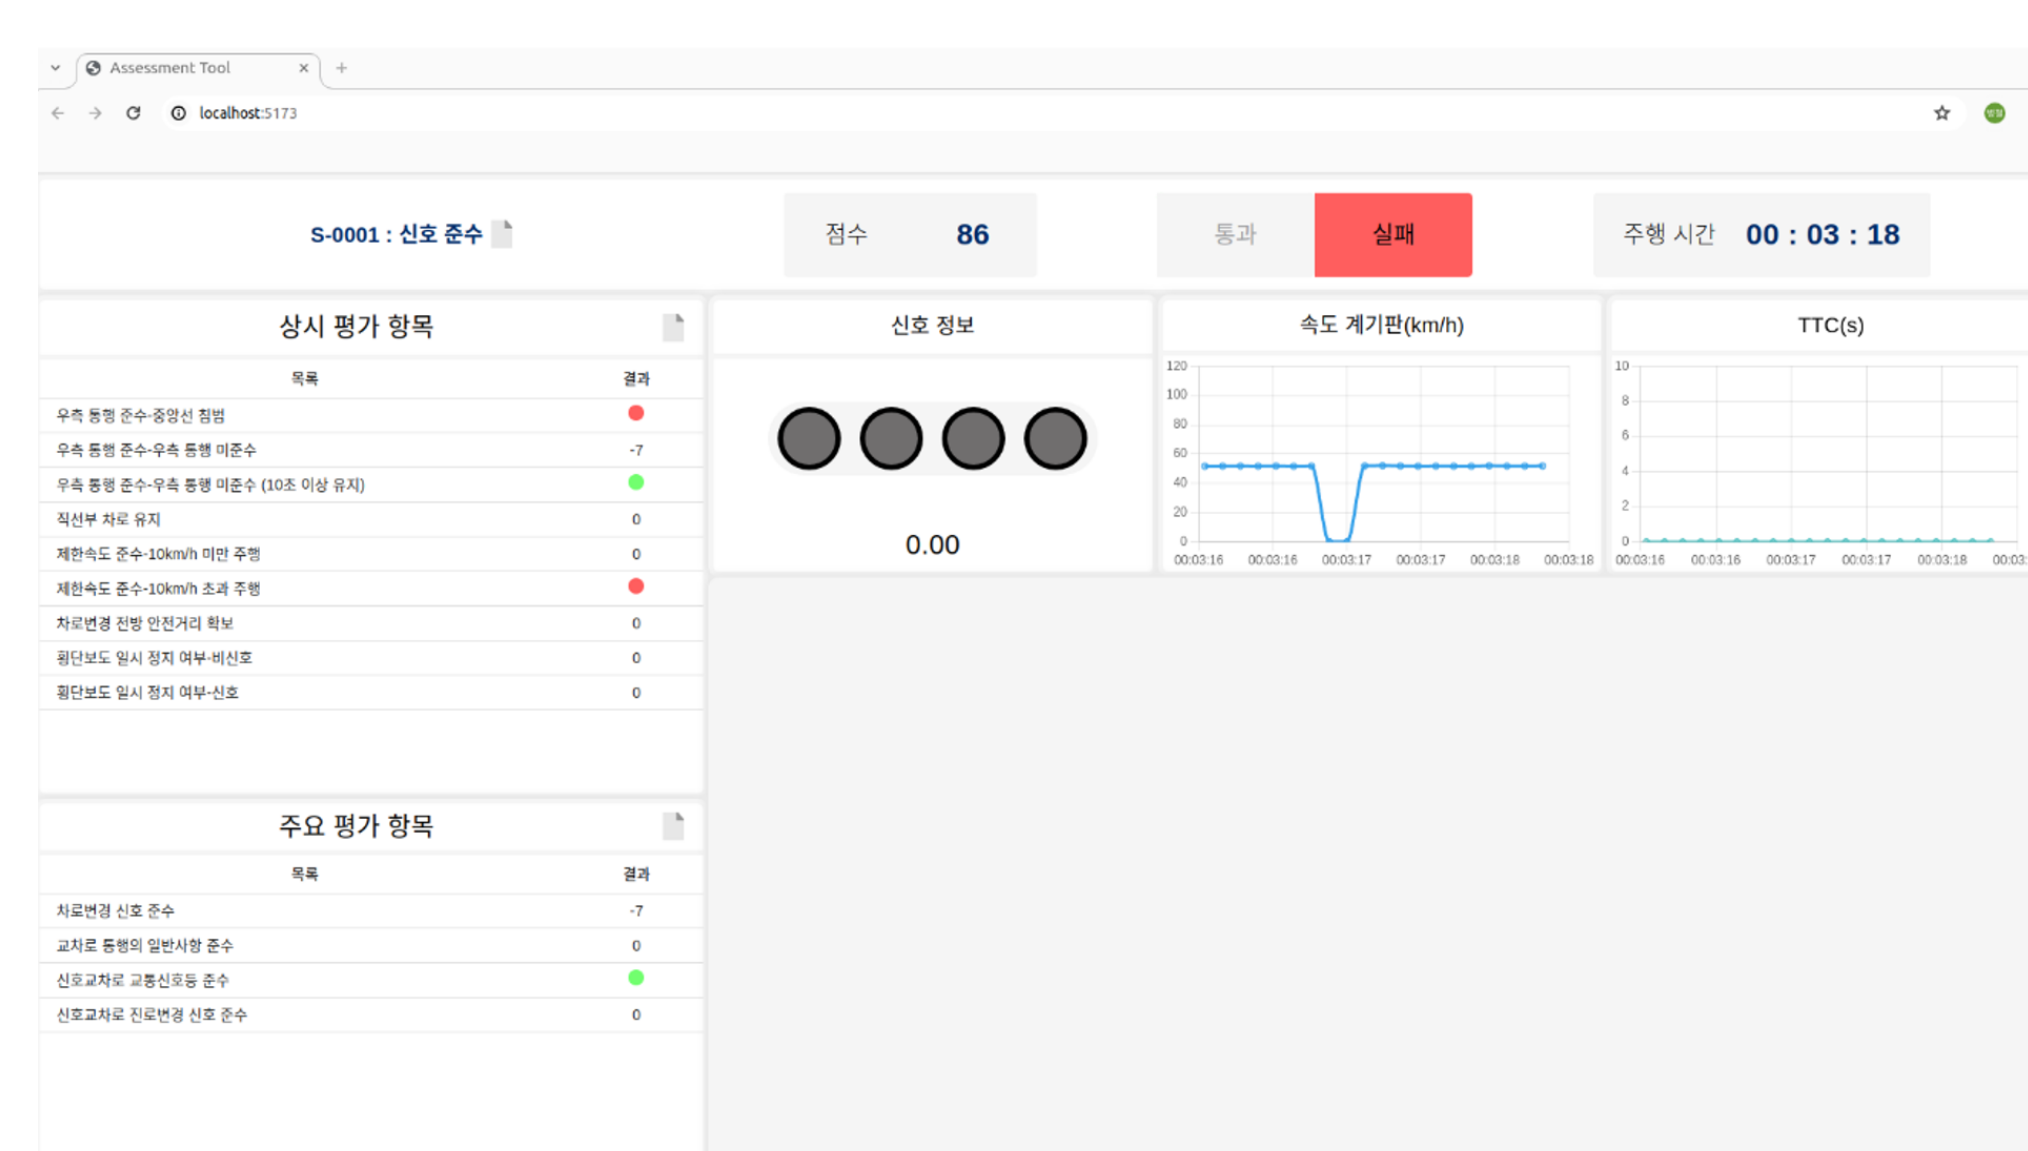 Assessment Tool
localhost:5173
S-0001 : 신호 준수
점수 86
통과 실패
주행 시간 00 : 03 : 18
상시 평가 항목
목록 결과
우측 통행 준수-중앙선 침범
우측 통행 준수-우측 통행 미준수 -7
우측 통행 준수-우측 통행 미준수 (10초 이상 유지)
직선부 차로 유지 0
제한속도 준수-10km/h 미만 주행 0
제한속도 준수-10km/h 초과 주행
차로변경 전방 안전거리 확보 0
횡단보도 일시 정지 여부-비신호 0
횡단보도 일시 정지 여부-신호 0
주요 평가 항목
목록 결과
차로변경 신호 준수 -7
교차로 통행의 일반사항 준수 0
신호교차로 교통신호등 준수
신호교차로 진로변경 신호 준수 0
신호 정보
0.00
속도 계기판(km/h)
120
100
80
60
40
20
0
00:03:16 00:03:16 00:03:17 00:03:17 00:03:18 00:03:18
TTC(s)
10
8
6
4
2
0
00:03:16 00:03:16 00:03:17 00:03:17 00:03:18 00:03: